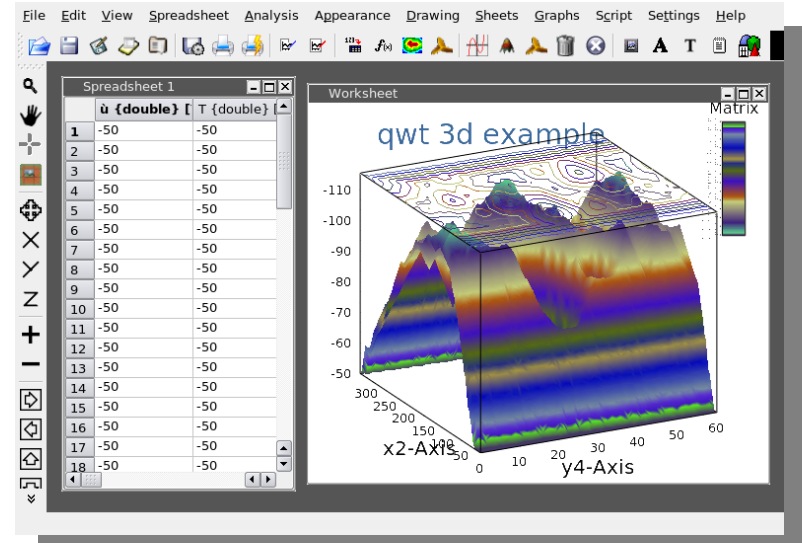 File Edit View Spreadsheet Analysis Appearance Drawing Sheets Graphs Script Settings Help
Spreadsheet 1
ù {double} [ T {double} [
1 -50 -50
2 -50 -50
3 -50 -50
4 -50 -50
5 -50 -50
6 -50 -50
7 -50 -50
8 -50 -50
9 -50 -50
10 -50 -50
11 -50 -50
12 -50 -50
13 -50 -50
14 -50 -50
15 -50 -50
16 -50 -50
17 -50 -50
18 -50 -50
Worksheet
Matrix
qwt 3d example
-110
-100
-90
-80
-70
-60
-50
300
250
200
150
100
50
x2-Axis
0
10
20
30
40
50
60
y4-Axis